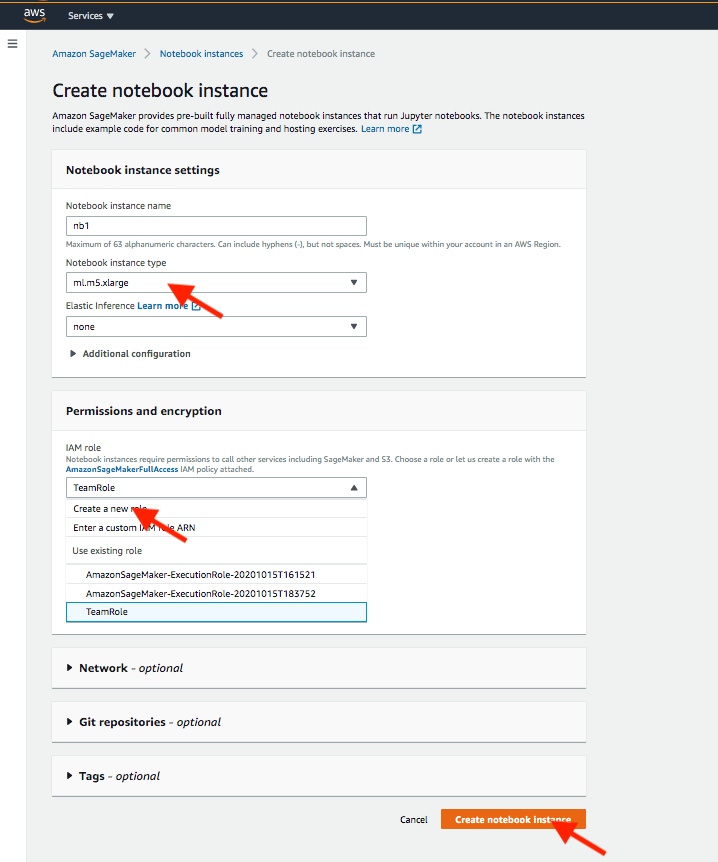 aws
Services
Amazon SageMaker > Notebook instances > Create notebook instance
Create notebook instance
Amazon SageMaker provides pre-built fully managed notebook instances that run Jupyter notebooks. The notebook instances
include example code for common model training and hosting exercises. Learn more
Notebook instance settings
Notebook instance name
nb1
Maximum of 63 alphanumeric characters. Can include hyphens (-), but not spaces. Must be unique within your account in an AWS Region.
Notebook instance type
ml.m5.xlarge
Elastic Inference Learn more
none
Additional configuration
Permissions and encryption
IAM role
Notebook instances require permissions to call other services including SageMaker and S3. Choose a role or let us create a role with the
AmazonSageMakerFullAccess IAM policy attached.
TeamRole
Create a new role
Enter a custom IAM role ARN
Use existing role
AmazonSageMaker-ExecutionRole-20201015T161521
AmazonSageMaker-ExecutionRole-20201015T183752
TeamRole
Network - optional
Git repositories - optional
Tags - optional
Cancel
Create notebook instance